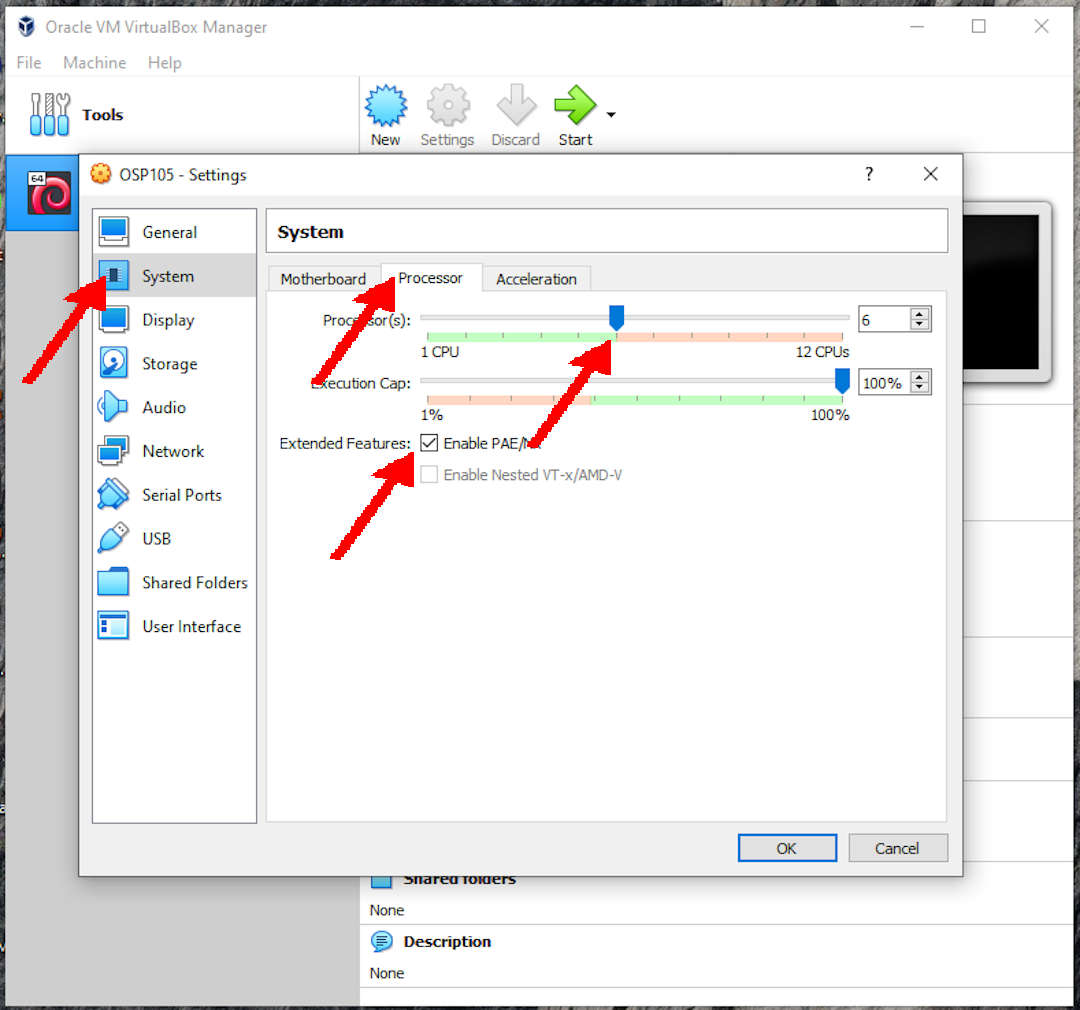 Oracle VM VirtualBox Manager
File Machine Help
Tools
New Settings Discard Start
64
OSP105 - Settings
?
General
System
Display
Storage
Audio
Network
Serial Ports
USB
Shared Folders
User Interface
System
Motherboard Processor Acceleration
Processor(s): 6
1 CPU 12 CPUs
Execution Cap: 100%
1% 100%
Extended Features: Enable PAE/NX
Enable Nested VT-x/AMD-V
OK Cancel
Shared folders
None
Description
None